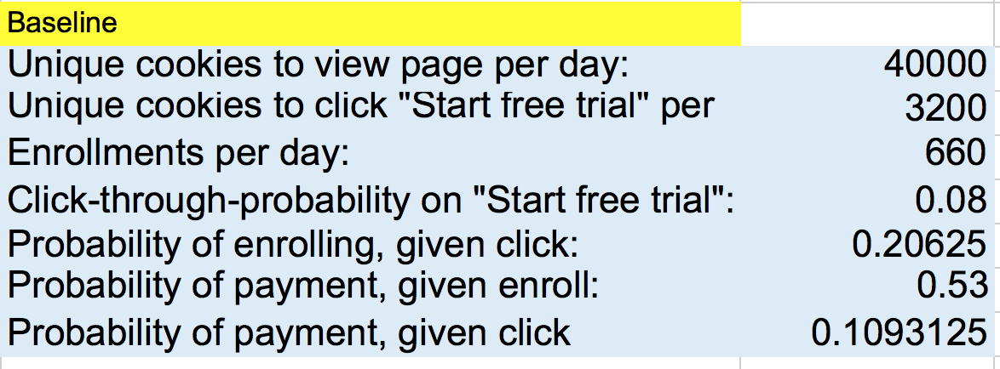 Baseline
Unique cookies to view page per day: 40000
Unique cookies to click "Start free trial" per 3200
Enrollments per day: 660
Click-through-probability on "Start free trial": 0.08
Probability of enrolling, given click: 0.20625
Probability of payment, given enroll: 0.53
Probability of payment, given click 0.1093125